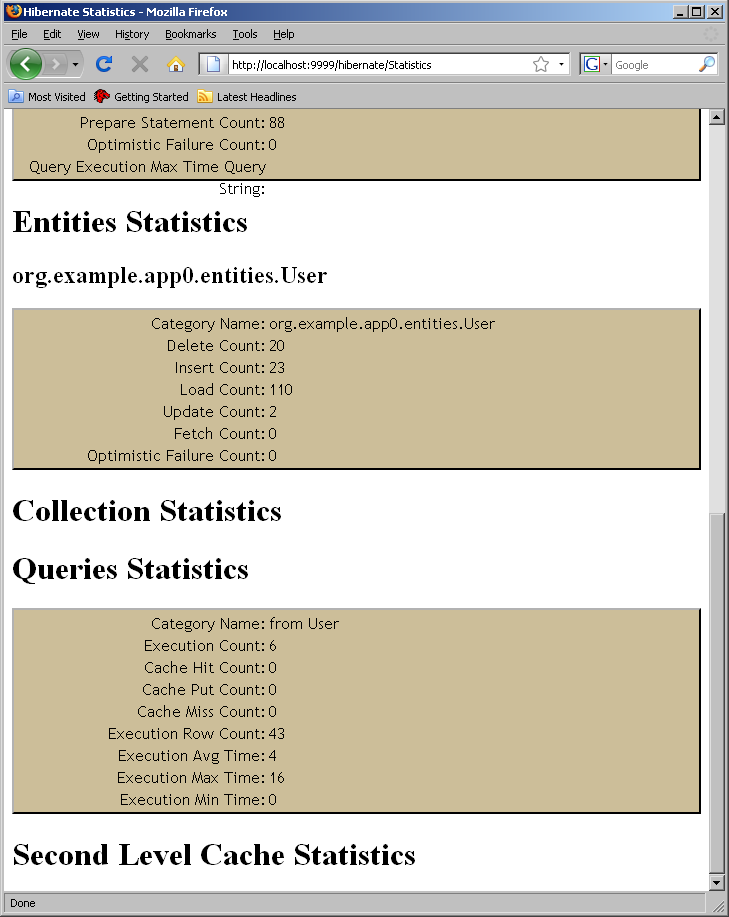 Hibernate Statistics - Mozilla Firefox
File Edit View History Bookmarks Tools Help
http://localhost:9999/hibernate/Statistics
G Google
Most Visited Getting Started Latest Headlines
Prepare Statement Count: 88
Optimistic Failure Count: 0
Query Execution Max Time Query
String:
Entities Statistics
org.example.app0.entities.User
Category Name: org.example.app0.entities.User
Delete Count: 20
Insert Count: 23
Load Count: 110
Update Count: 2
Fetch Count: 0
Optimistic Failure Count: 0
Collection Statistics
Queries Statistics
Category Name: from User
Execution Count: 6
Cache Hit Count: 0
Cache Put Count: 0
Cache Miss Count: 0
Execution Row Count: 43
Execution Avg Time: 4
Execution Max Time: 16
Execution Min Time: 0
Second Level Cache Statistics
Done